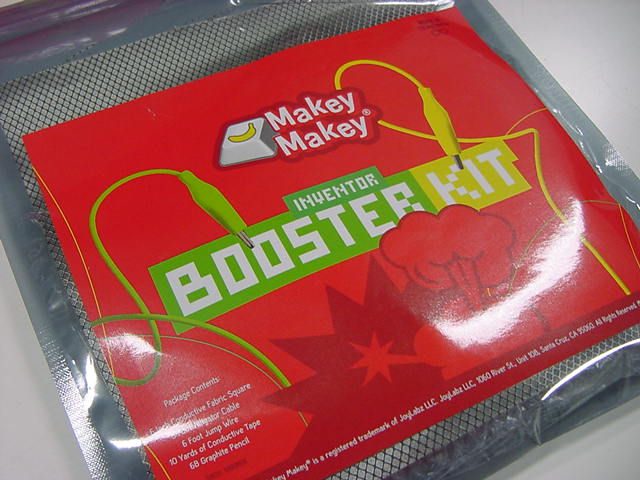 Makey
Makey®
INVENTOR
BOOSTER KIT
Package Contents:
Conductive Fabric Square
Alligator Cable
6 Foot Jump Wire
10 Yards of Conductive Tape
6B Graphite Pencil
Makey® is a registered trademark of JoyLabz LLC. JoyLabz LLC, 1060 River St., Unit 108, Santa Cruz, CA 95060 All Rights Reserved